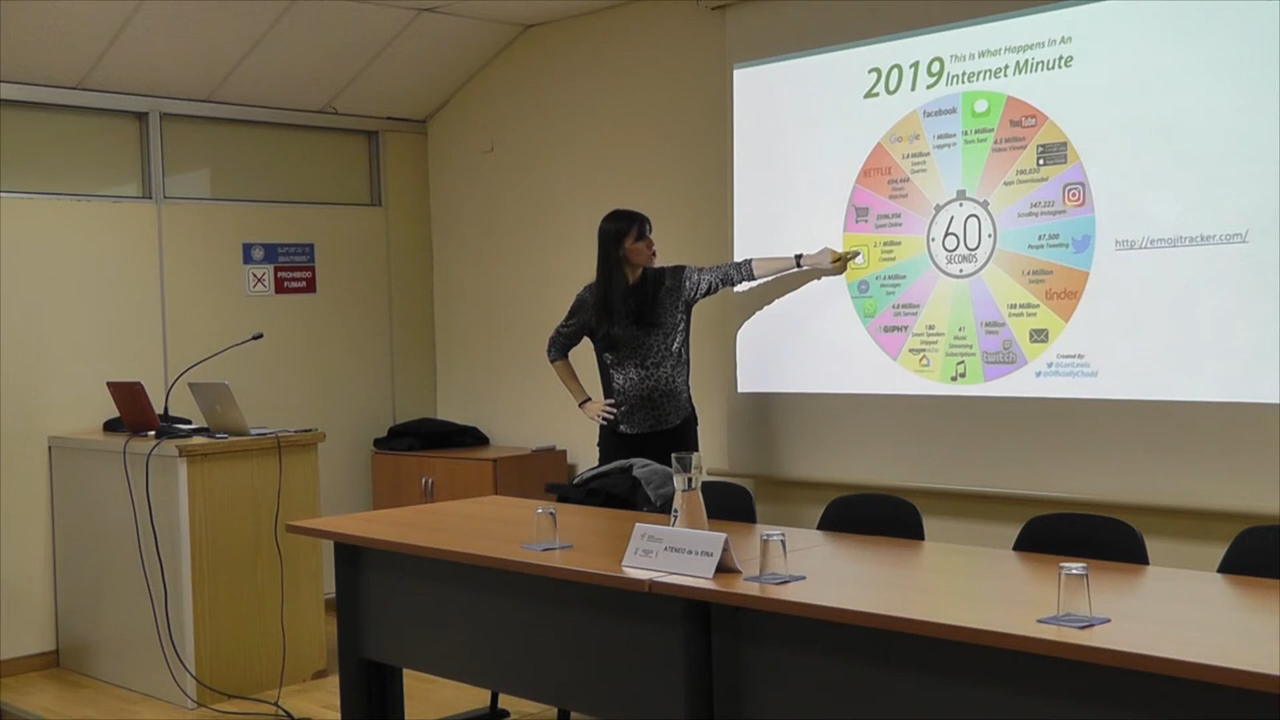 2019 This Is What Happens In An
Internet Minute
facebook
1 Million
Logging In
18.1 Million
Texts Sent
YouTube
4.5 Million
Videos Viewed
390,030
Apps Downloaded
347,222
Scrolling Instagram
87,500
People Tweeting
1.4 Million
Swipes
tinder
188 Million
Emails Sent
1 Million
Views
twitch
41
Music
Streaming
Subscriptions
180
Smart Speakers
Shipped
amazon echo
4.8 Million
Gifs Served
GIPHY
41.6 Million
Messages
Sent
2.1 Million
Snaps
Created
$996,956
Spent Online
NETFLIX
694,444
Hours
Watched
Google
3.8 Million
Search
Queries
60
SECONDS
Created By:
@LoriLewis
@OfficiallyChadd
http://emojitracker.com/
PROHIBIDO
FUMAR
ATENEO de la EINA